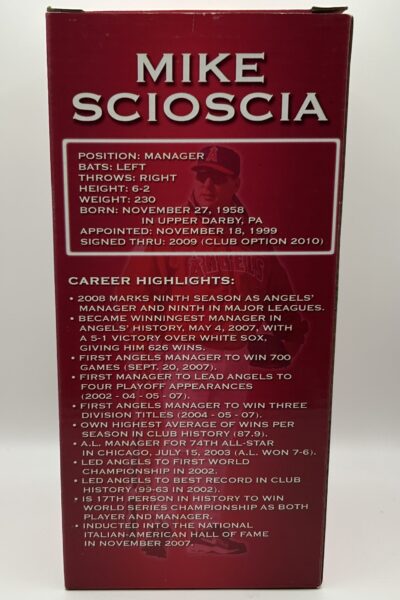 MIKE
SCIOSCIA
POSITION: MANAGER
BATS: LEFT
THROWS: RIGHT
HEIGHT: 6-2
WEIGHT: 230
BORN: NOVEMBER 27, 1958
IN UPPER DARBY, PA
APPOINTED: NOVEMBER 18, 1999
SIGNED THRU: 2009 (CLUB OPTION 2010)
CAREER HIGHLIGHTS:
• 2008 MARKS NINTH SEASON AS ANGELS'
MANAGER AND NINTH IN MAJOR LEAGUES.
• BECAME WINNINGEST MANAGER IN
ANGELS' HISTORY, MAY 4, 2007, WITH
A 5-1 VICTORY OVER WHITE SOX,
GIVING HIM 626 WINS.
• FIRST ANGELS MANAGER TO WIN 700
GAMES (SEPT. 20, 2007).
• FIRST MANAGER TO LEAD ANGELS TO
FOUR PLAYOFF APPEARANCES
(2002 - 04 - 05 - 07).
• FIRST ANGELS MANAGER TO WIN THREE
DIVISION TITLES (2004 - 05 - 07).
• OWN HIGHEST AVERAGE OF WINS PER
SEASON IN CLUB HISTORY (87.9).
• A.L. MANAGER FOR 74TH ALL-STAR
IN CHICAGO, JULY 15, 2003 (A.L. WON 7-6).
• LED ANGELS TO FIRST WORLD
CHAMPIONSHIP IN 2002.
• LED ANGELS TO BEST RECORD IN CLUB
HISTORY (99-63 IN 2002).
• IS 17TH PERSON IN HISTORY TO WIN
WORLD SERIES CHAMPIONSHIP AS BOTH
PLAYER AND MANAGER.
• INDUCTED INTO THE NATIONAL
ITALIAN-AMERICAN HALL OF FAME
IN NOVEMBER 2007.